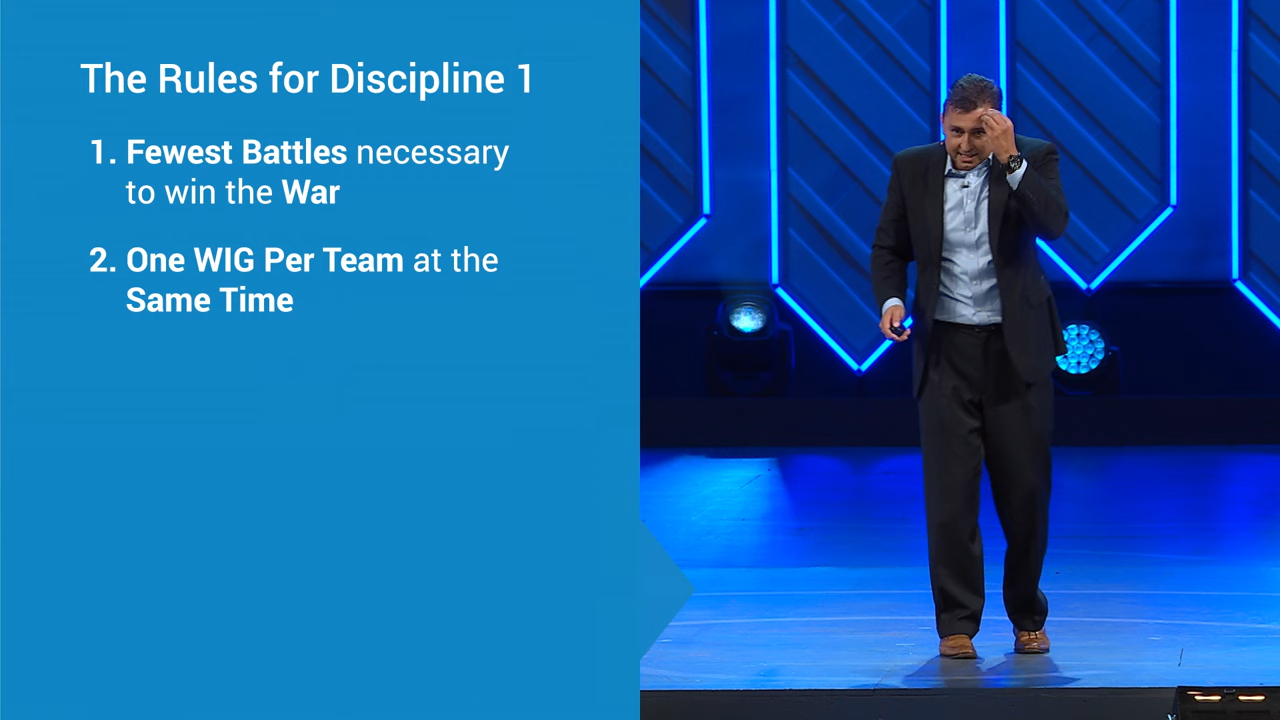 The Rules for Discipline 1
1. Fewest Battles necessary
to win the War
2. One WIG Per Team at the
Same Time